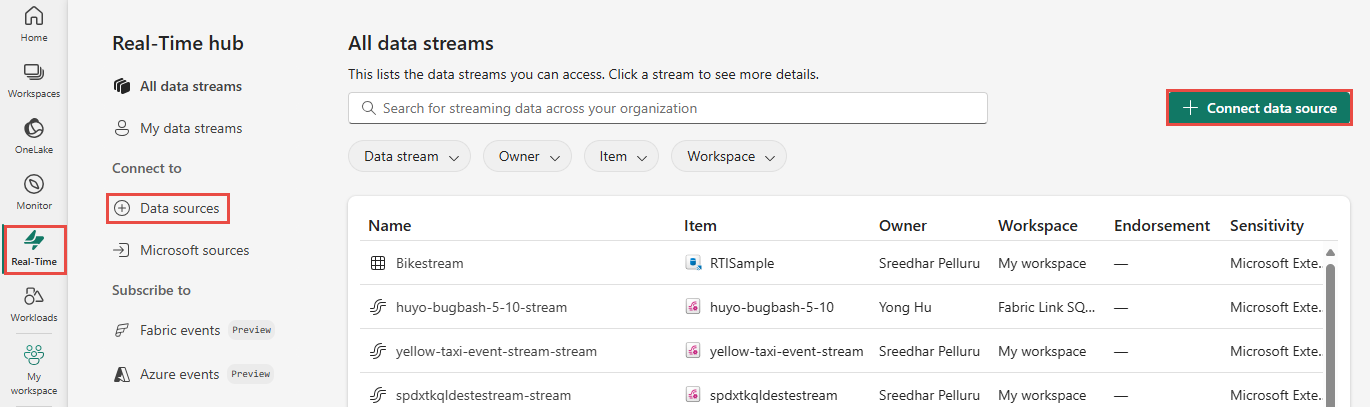 Home
Workspaces
OneLake
Monitor
Real-Time
Workloads
My
workspace
Real-Time hub
All data streams
My data streams
Connect to
Data sources
Microsoft sources
Subscribe to
Fabric events Preview
Azure events Preview
All data streams
This lists the data streams you can access. Click a stream to see more details.
Search for streaming data across your organization
Connect data source
Data stream Owner Item Workspace
Name Item Owner Workspace Endorsement Sensitivity
Bikestream RTISample Sreedhar Pelluru My workspace — Microsoft Exte...
huyo-bugbash-5-10-stream huyo-bugbash-5-10 Yong Hu Fabric Link SQ... — Microsoft Exte...
yellow-taxi-event-stream-stream yellow-taxi-event-stream Sreedhar Pelluru My workspace — Microsoft Exte...
spdxtkqldestestream-stream spdxtkqldestestream Sreedhar Pelluru My workspace — Microsoft Exte...